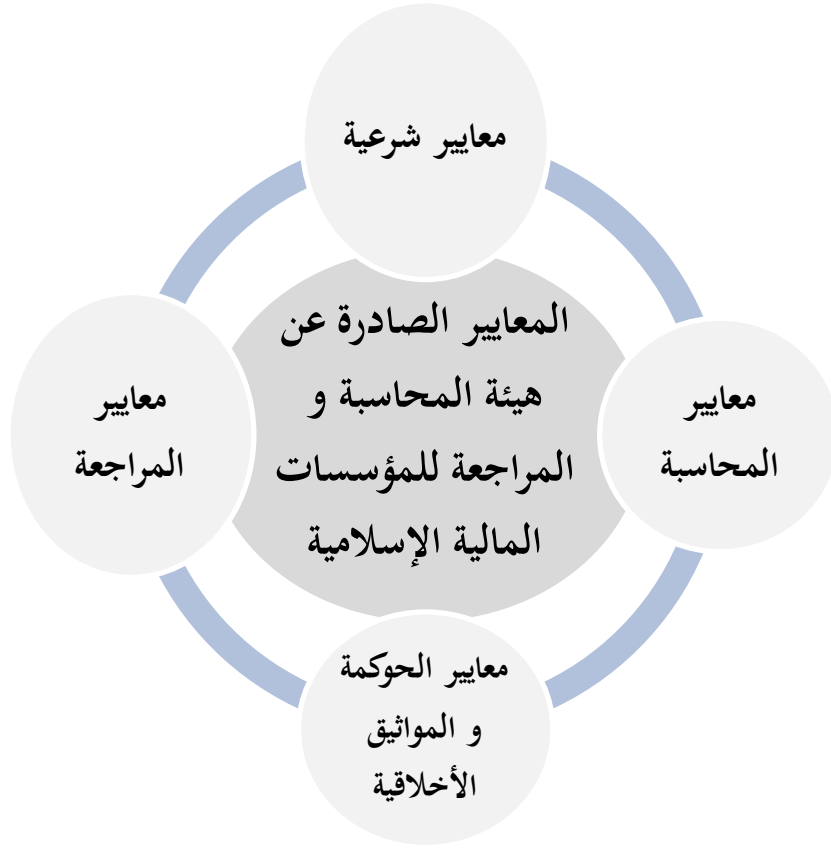 معايير شرعية
المعايير الصادرة عن
هيئة المحاسبة و
المراجعة للمؤسسات
المالية الإسلامية
معايير
المحاسبة
معايير الحوكمة
و المواثيق
الأخلاقية
معايير
المراجعة